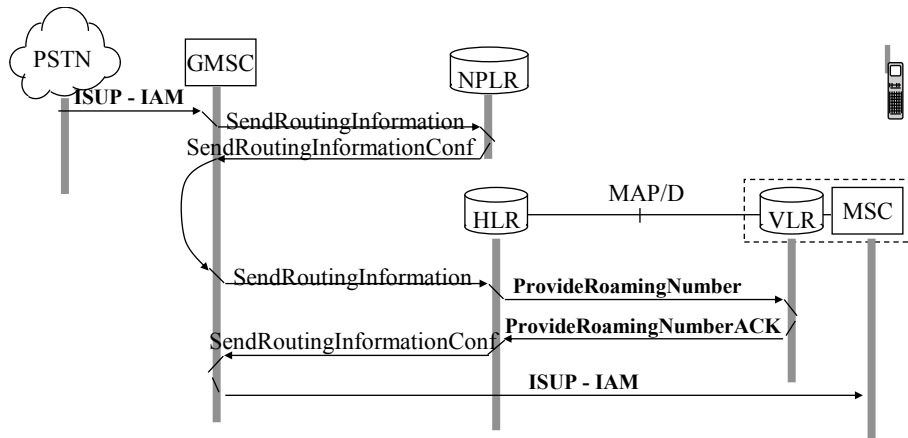 PSTN
GMSC
NPLR
ISUP - IAM
SendRoutingInformation
SendRoutingInformationConf
MAP/D
HLR
VLR
MSC
SendRoutingInformation
ProvideRoamingNumber
ProvideRoamingNumberACK
SendRoutingInformationConf
ISUP - IAM